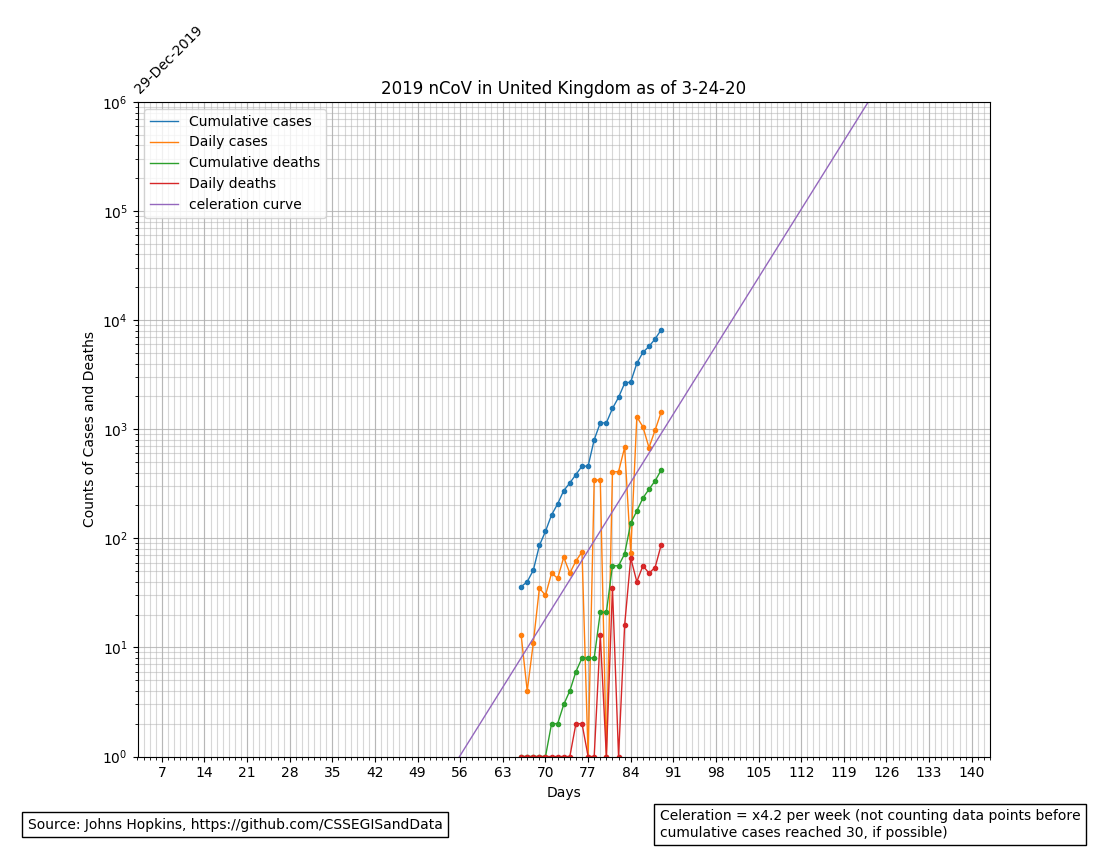 29-Dec-2019
2019 nCoV in United Kingdom as of 3-24-20
10^6
10^5
10^4
10^3
10^2
10^1
10^0
Counts of Cases and Deaths
Cumulative cases
Daily cases
Cumulative deaths
Daily deaths
celeration curve
7 14 21 28 35 42 49 56 63 70 77 84 91 98 105 112 119 126 133 140
Days
Source: Johns Hopkins, https://github.com/CSSEGISandData
Celeration = x4.2 per week (not counting data points before
cumulative cases reached 30, if possible)